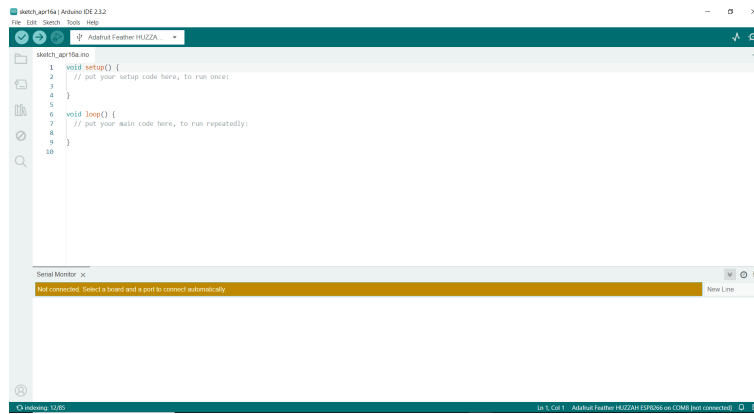 sketch_apr16a | Arduino IDE 2.3.2
File Edit Sketch Tools Help
Adafruit Feather HUZZA...
sketch_apr16a.ino
1 void setup() {
2 // put your setup code here, to run once:
3
4 }
5
6 void loop() {
7 // put your main code here, to run repeatedly:
8
9 }
10
Serial Monitor
Not connected. Select a board and a port to connect automatically.
New Line
indexing: 12/85
Ln 1, Col 1 Adafruit Feather HUZZAH ESP8266 on COM8 [not connected]